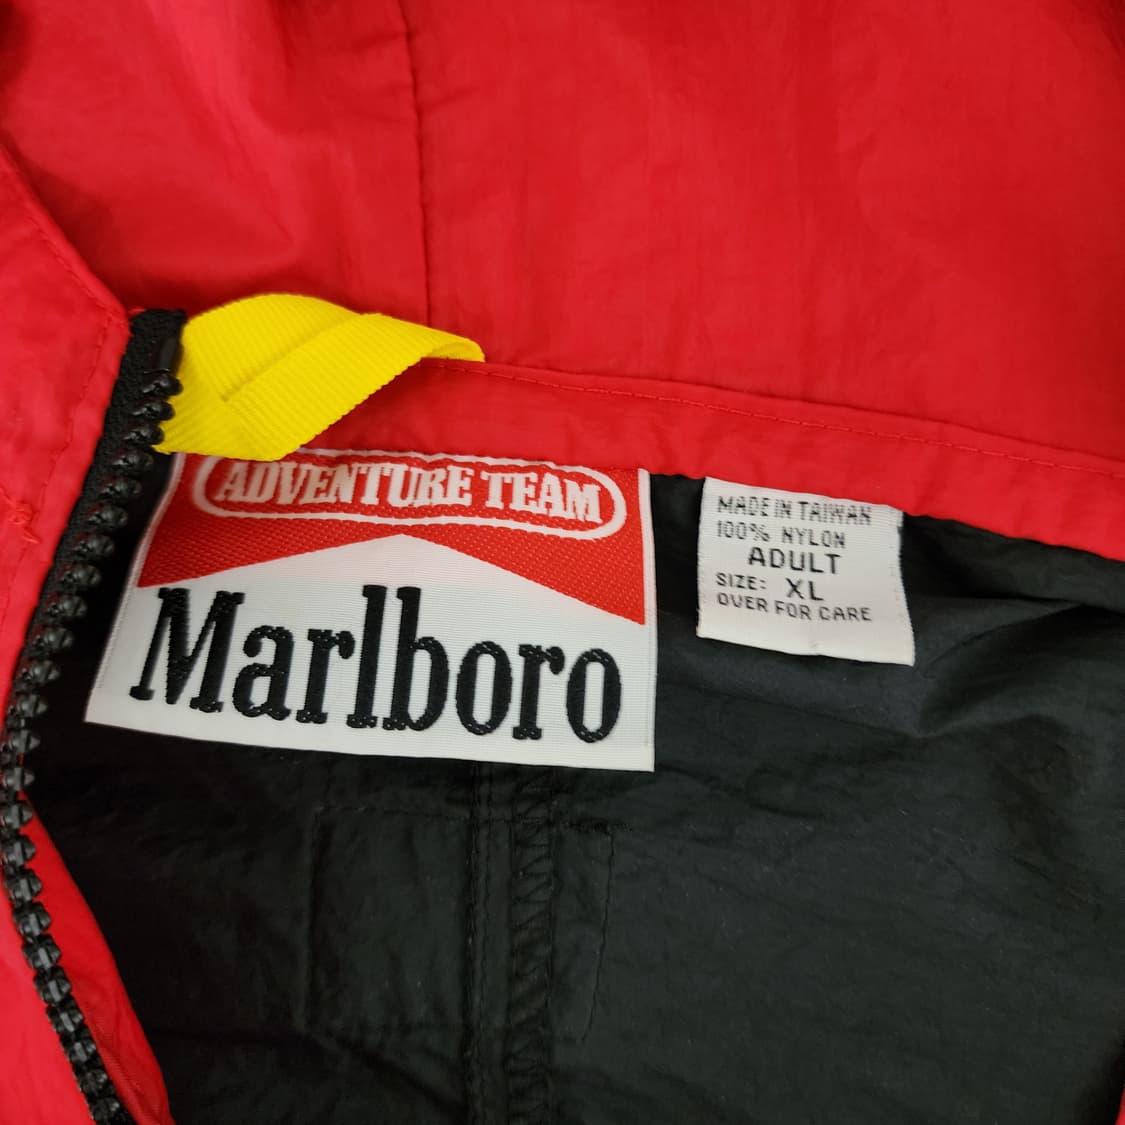 ADVENTURE TEAM
Marlboro
MADE IN TAIWAN
100% NYLON
ADULT
SIZE: XL
OVER FOR CARE